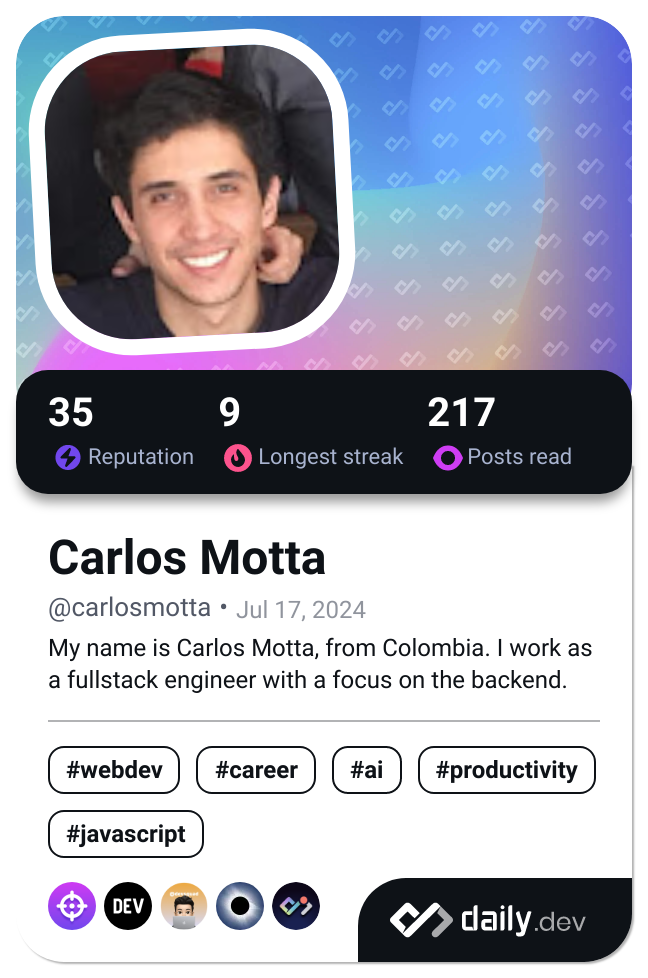 35 9 217
Reputation Longest streak Posts read
Carlos Motta
@carlosmotta • Jul 17, 2024
My name is Carlos Motta, from Colombia. I work as
a fullstack engineer with a focus on the backend.
#webdev #career #ai #productivity
#javascript
DEV
daily.dev